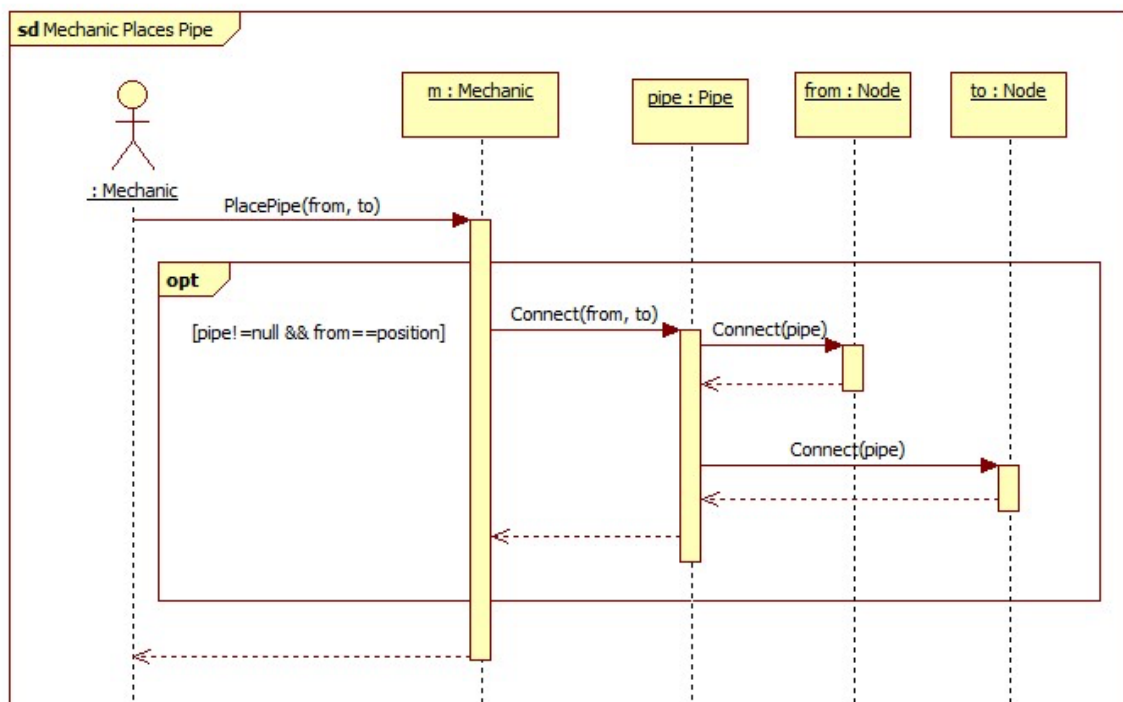 sd Mechanic Places Pipe
m : Mechanic
pipe : Pipe
from : Node
to : Node
: Mechanic
PlacePipe(from, to)
opt
[pipe!=null && from==position]
Connect(from, to)
Connect(pipe)
Connect(pipe)